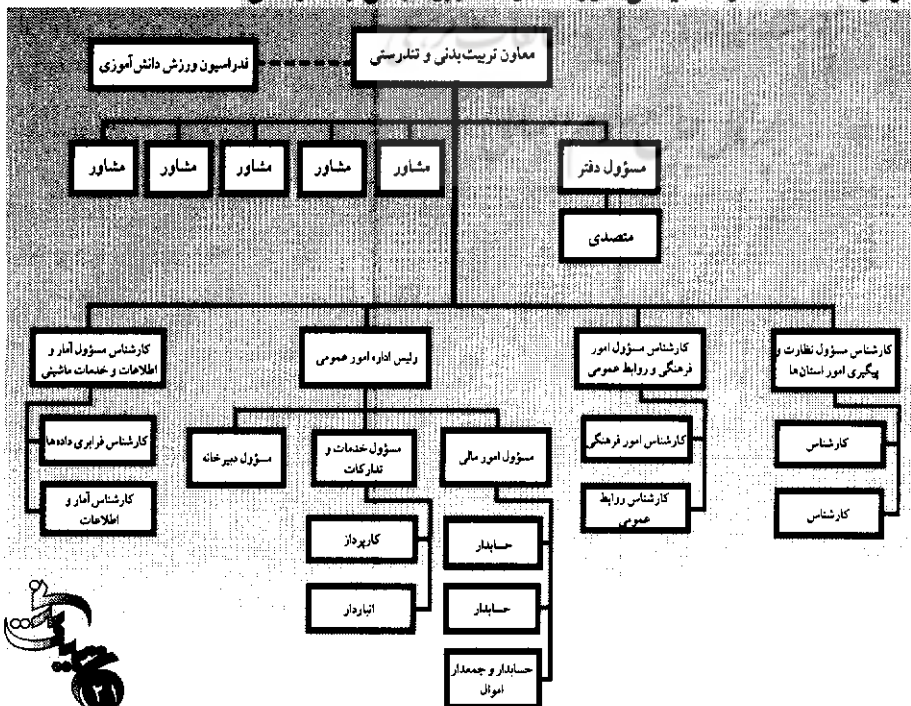 معاون تربیت‌بدنی و تندرستی
فدراسیون ورزش دانش‌آموزی
مسؤول دفتر
مشاور
مشاور
مشاور
مشاور
مشاور
متصدی
کارشناس مسؤول نظارت و
پیگیری امور استان‌ها
کارشناس مسؤول امور
فرهنگی و روابط عمومی
رئیس اداره امور عمومی
کارشناس مسؤول آمار و
اطلاعات و خدمات ماشینی
کارشناس
کارشناس امور فرهنگی
مسؤول امور مالی
مسؤول خدمات و
تدارکات
مسؤول دبیرخانه
کارشناس فرابری داده‌ها
کارشناس
کارشناس روابط
عمومی
کارشناس آمار و
اطلاعات
حسابدار
کارپرداز
حسابدار
انباردار
حسابدار و جمعدار
اموال
۲۱